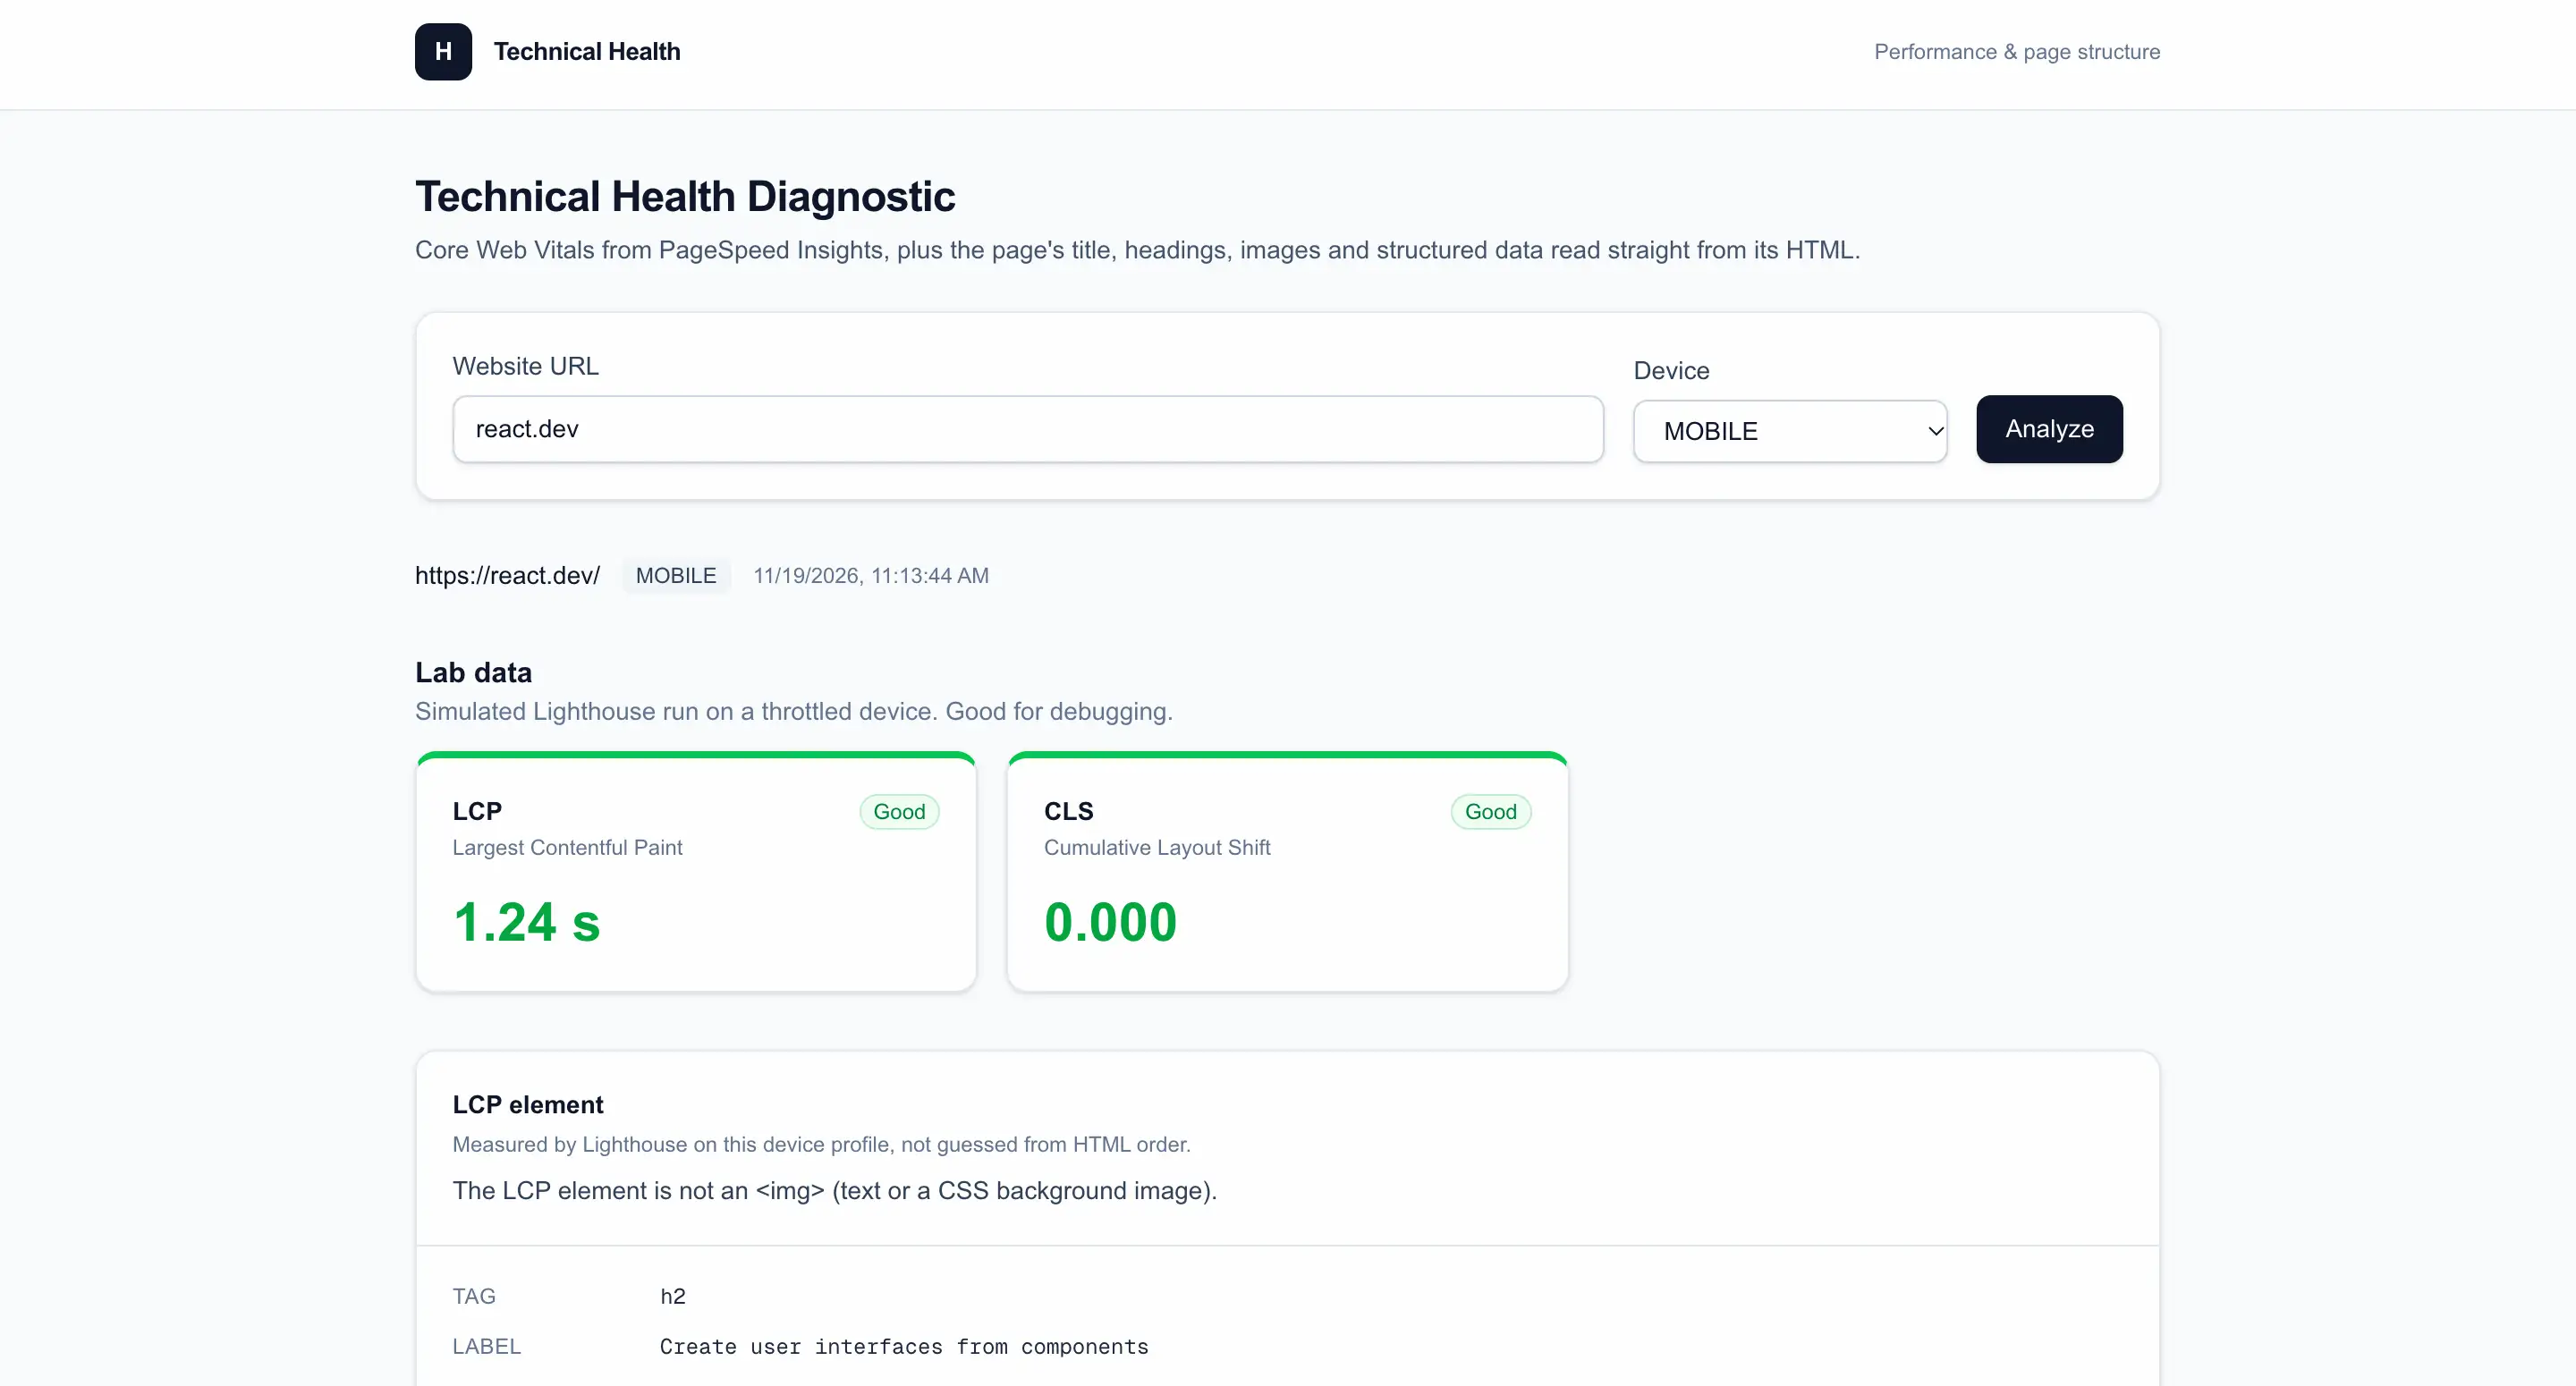 H
Technical Health
Performance & page structure
Technical Health Diagnostic
Core Web Vitals from PageSpeed Insights, plus the page's title, headings, images and structured data read straight from its HTML.
Website URL
Device
react.dev
MOBILE
Analyze
https://react.dev/
MOBILE
11/19/2026, 11:13:44 AM
Lab data
Simulated Lighthouse run on a throttled device. Good for debugging.
LCP
Good
Largest Contentful Paint
1.24 s
CLS
Good
Cumulative Layout Shift
0.000
LCP element
Measured by Lighthouse on this device profile, not guessed from HTML order.
The LCP element is not an <img> (text or a CSS background image).
TAG
h2
LABEL
Create user interfaces from components